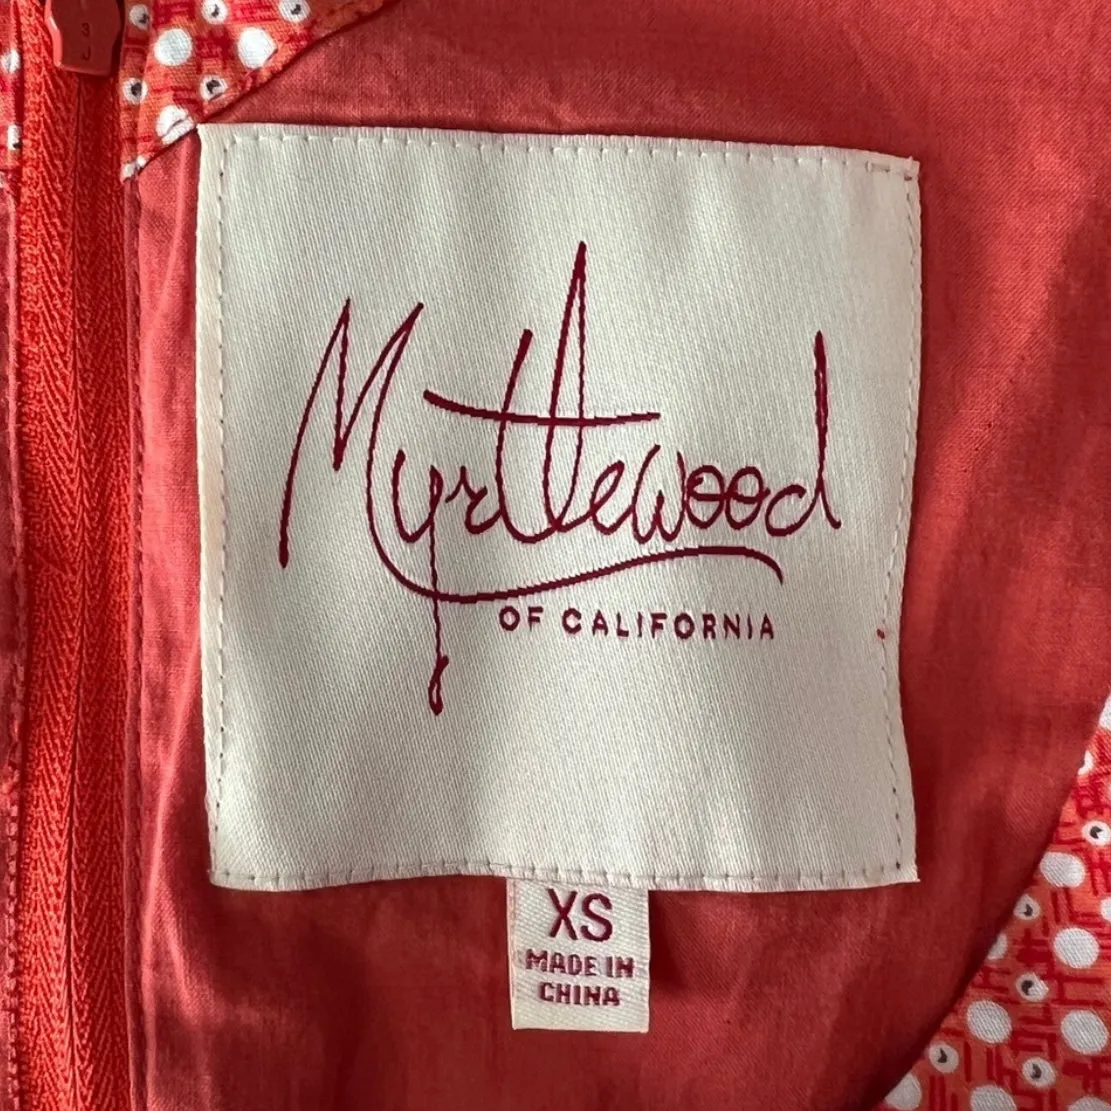 Myrtlewood
OF CALIFORNIA
XS
MADE IN
CHINA